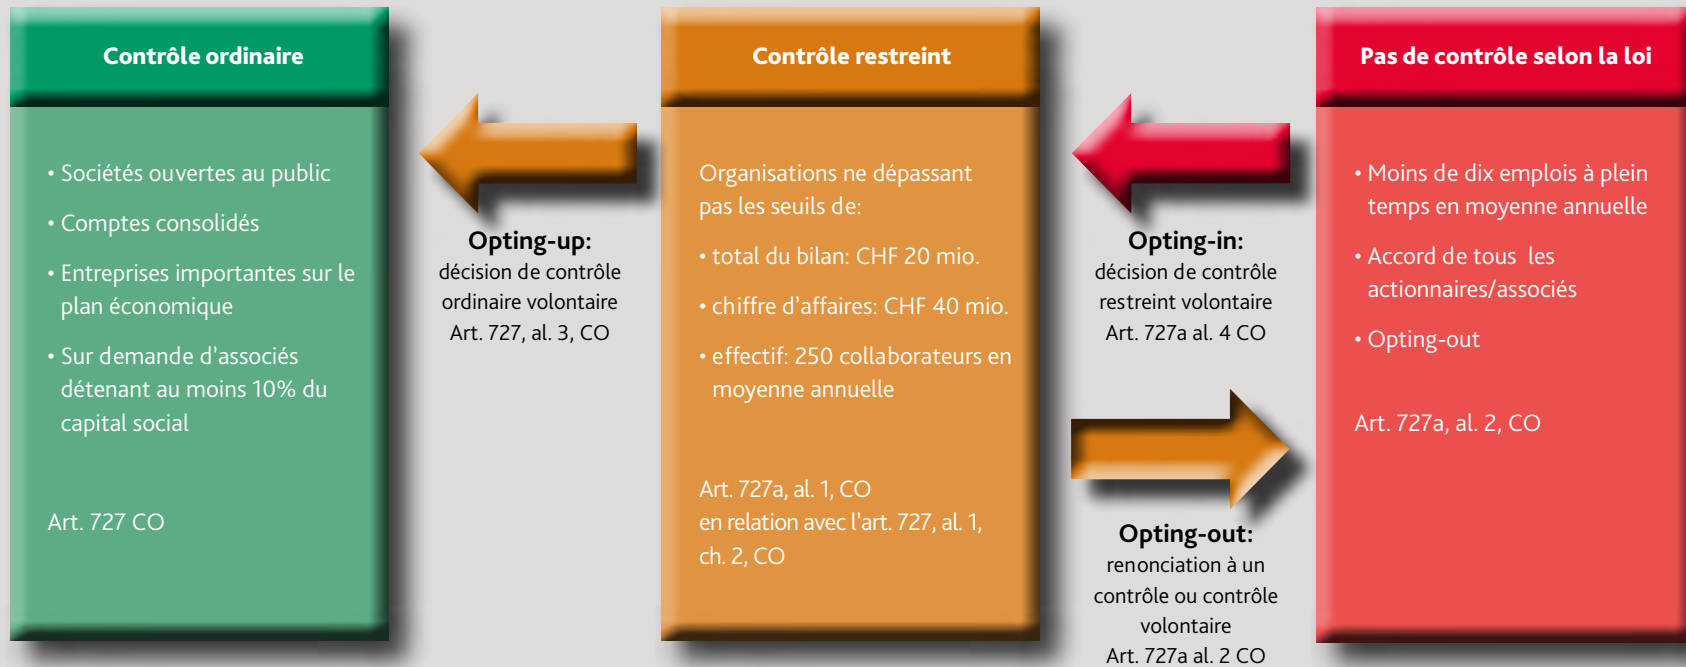 Contrôle ordinaire
• Sociétés ouvertes au public
• Comptes consolidés
• Entreprises importantes sur le
plan économique
• Sur demande d'associés
détenant au moins 10% du
capital social
Art. 727 CO
Opting-up:
décision de contrôle
ordinaire volontaire
Art. 727, al. 3, CO
Contrôle restreint
Organisations ne dépassant
pas les seuils de:
• total du bilan: CHF 20 mio.
• chiffre d'affaires: CHF 40 mio.
• effectif: 250 collaborateurs en
moyenne annuelle
Art. 727a, al. 1, CO
en relation avec l'art. 727, al. 1,
ch. 2, CO
Opting-in:
décision de contrôle
restreint volontaire
Art. 727a al. 4 CO
Opting-out:
renonciation à un
contrôle ou contrôle
volontaire
Art. 727a al. 2 CO
Pas de contrôle selon la loi
• Moins de dix emplois à plein
temps en moyenne annuelle
• Accord de tous les
actionnaires/associés
• Opting-out
Art. 727a, al. 2, CO